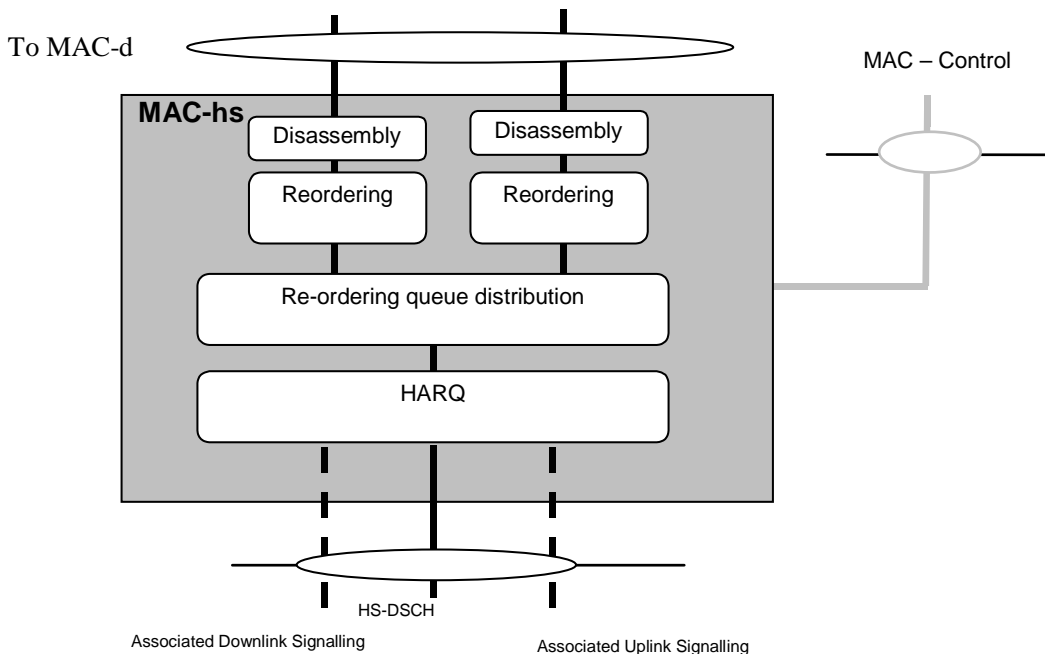 To MAC-d
MAC – Control
MAC-hs
Disassembly
Disassembly
Reordering
Reordering
Re-ordering queue distribution
HARQ
HS-DSCH
Associated Downlink Signalling
Associated Uplink Signalling